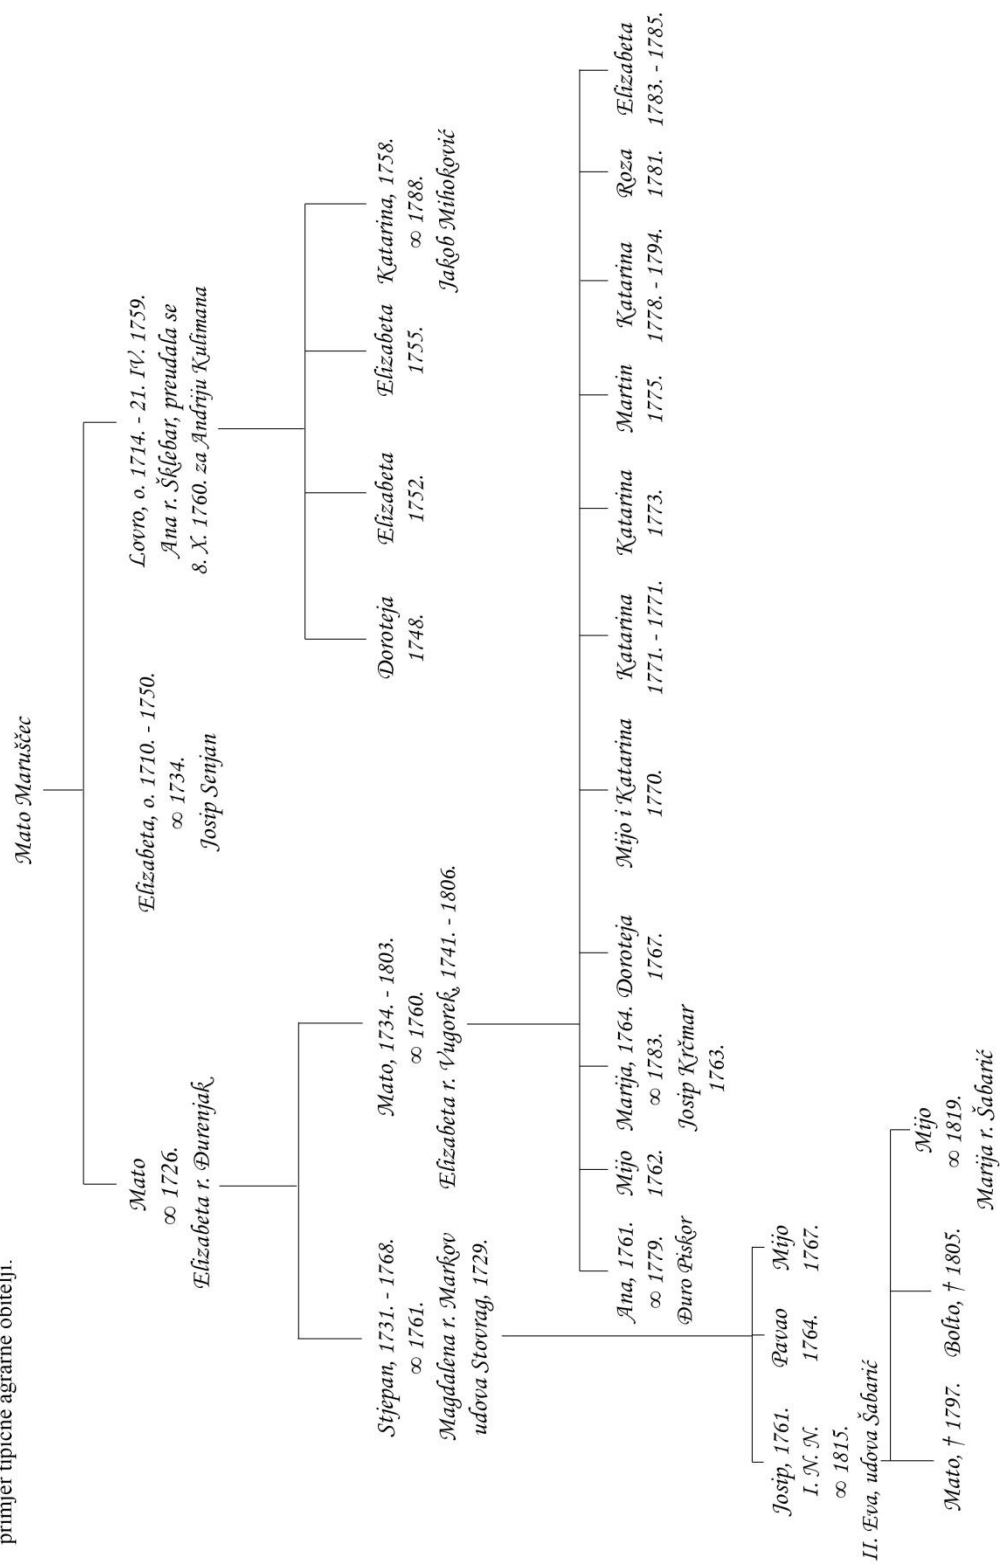 primjer tipične agrarne obitelji.
Mato Maruščec
Mato
∞ 1726.
Elizabeta r. Đurenjak
Elizabeta, o. 1710. - 1750.
∞ 1734.
Josip Senjan
Lovro, o. 1714. - 21. IV. 1759.
Ana r. Šklebar, preudala se
8. X. 1760. za Andriju Kulimana
Stjepan, 1731. - 1768.
∞ 1761.
Magdalena r. Markov
udova Stovrag, 1729.
Mato, 1734. - 1803.
∞ 1760.
Elizabeta r. Vugorek, 1741. - 1806.
Doroteja
1748.
Elizabeta
1752.
Elizabeta
1755.
Katarina, 1758.
∞ 1788.
Jakob Mihoković
Ana, 1761.
∞ 1779.
Đuro Piskor
Mijo
1762.
Marija, 1764.
∞ 1783.
Josip Krčmar
1763.
Doroteja
1767.
Mijo i Katarina
1770.
Katarina
1771. - 1771.
Katarina
1773.
Martin
1775.
Katarina
1778. - 1794.
Roza
1781.
Elizabeta
1783. - 1785.
Josip, 1761.
I. N. N.
∞ 1815.
II. Eva, udova Šabarić
Pavao
1764.
Mijo
1767.
Mato, † 1797.
Bolto, † 1805.
Mijo
∞ 1819.
Marija r. Šabarić